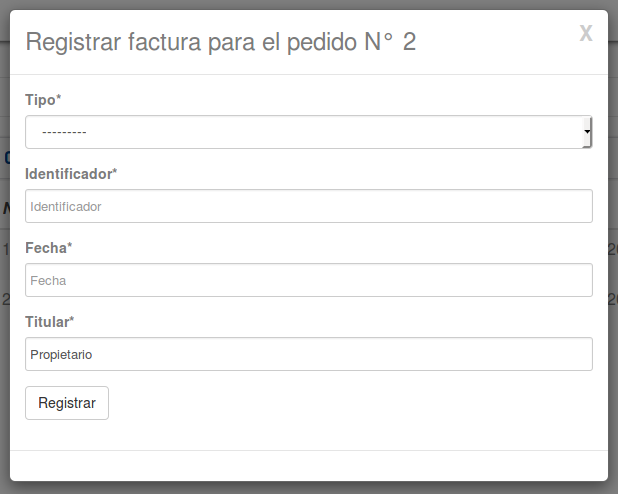 Registrar factura para el pedido N° 2
X
Tipo*
---------
Identificador*
Identificador
Fecha*
Fecha
Titular*
Propietario
Registrar